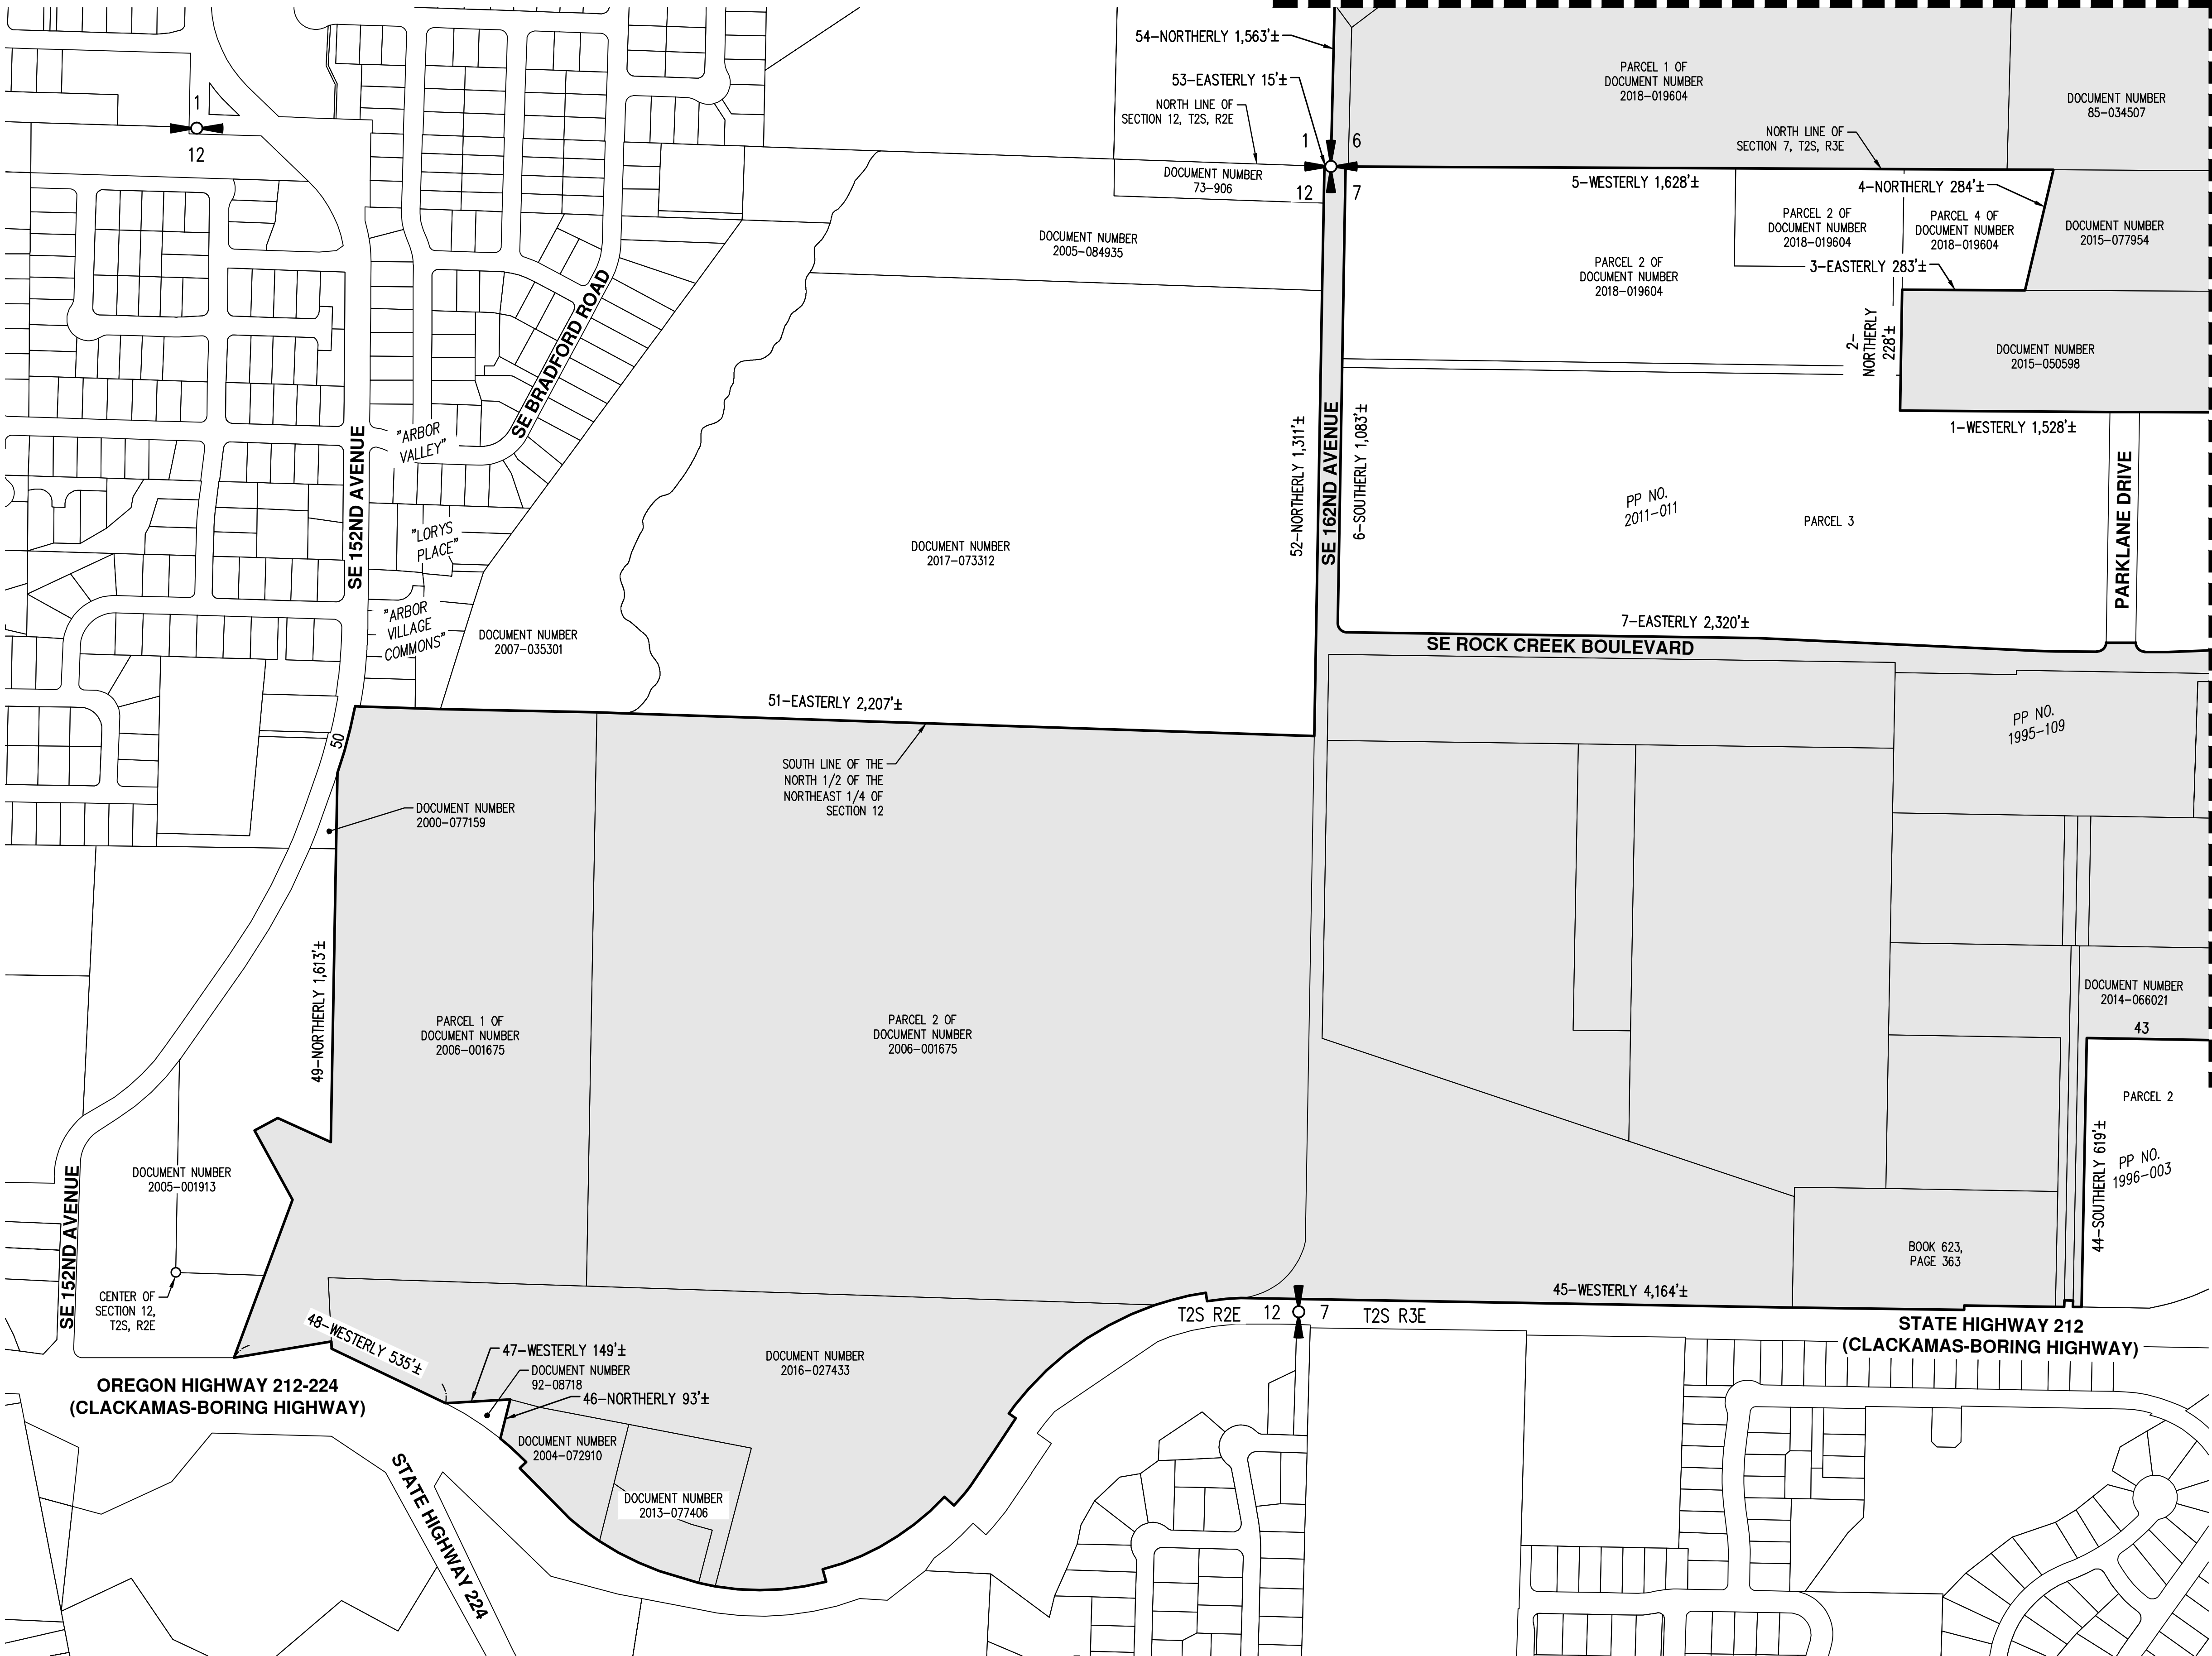 54-NORTHERLY 1,563'±
53-EASTERLY 15'±
NORTH LINE OF
SECTION 12, T2S, R2E
1
12
1
6
12
7
PARCEL 1 OF
DOCUMENT NUMBER
2018-019604
DOCUMENT NUMBER
85-034507
NORTH LINE OF
SECTION 7, T2S, R3E
DOCUMENT NUMBER
73-906
5-WESTERLY 1,628'±
4-NORTHERLY 284'±
PARCEL 2 OF
DOCUMENT NUMBER
2018-019604
PARCEL 4 OF
DOCUMENT NUMBER
2018-019604
DOCUMENT NUMBER
2015-077954
DOCUMENT NUMBER
2005-084935
PARCEL 2 OF
DOCUMENT NUMBER
2018-019604
3-EASTERLY 283'±
2-
NORTHERLY
228'±
DOCUMENT NUMBER
2015-050598
1-WESTERLY 1,528'±
SE BRADFORD ROAD
"ARBOR
VALLEY"
SE 152ND AVENUE
"LORYS
PLACE"
"ARBOR
VILLAGE
COMMONS"
DOCUMENT NUMBER
2017-073312
DOCUMENT NUMBER
2007-035301
52-NORTHERLY 1,311'±
SE 162ND AVENUE
6-SOUTHERLY 1,083'±
PP NO.
2011-011
PARCEL 3
PARKLANE DRIVE
7-EASTERLY 2,320'±
SE ROCK CREEK BOULEVARD
51-EASTERLY 2,207'±
50
SOUTH LINE OF THE
NORTH 1/2 OF THE
NORTHEAST 1/4 OF
SECTION 12
PP NO.
1995-109
DOCUMENT NUMBER
2000-077159
49-NORTHERLY 1,613'±
PARCEL 1 OF
DOCUMENT NUMBER
2006-001675
PARCEL 2 OF
DOCUMENT NUMBER
2006-001675
DOCUMENT NUMBER
2014-066021
43
PARCEL 2
44-SOUTHERLY 619'±
PP NO.
1996-003
DOCUMENT NUMBER
2005-001913
SE 152ND AVENUE
CENTER OF
SECTION 12,
T2S, R2E
BOOK 623,
PAGE 363
45-WESTERLY 4,164'±
T2S R2E
12
7
T2S R3E
STATE HIGHWAY 212
(CLACKAMAS-BORING HIGHWAY)
48-WESTERLY 535'±
47-WESTERLY 149'±
DOCUMENT NUMBER
92-08718
46-NORTHERLY 93'±
DOCUMENT NUMBER
2016-027433
OREGON HIGHWAY 212-224
(CLACKAMAS-BORING HIGHWAY)
DOCUMENT NUMBER
2004-072910
DOCUMENT NUMBER
2013-077406
STATE HIGHWAY 224